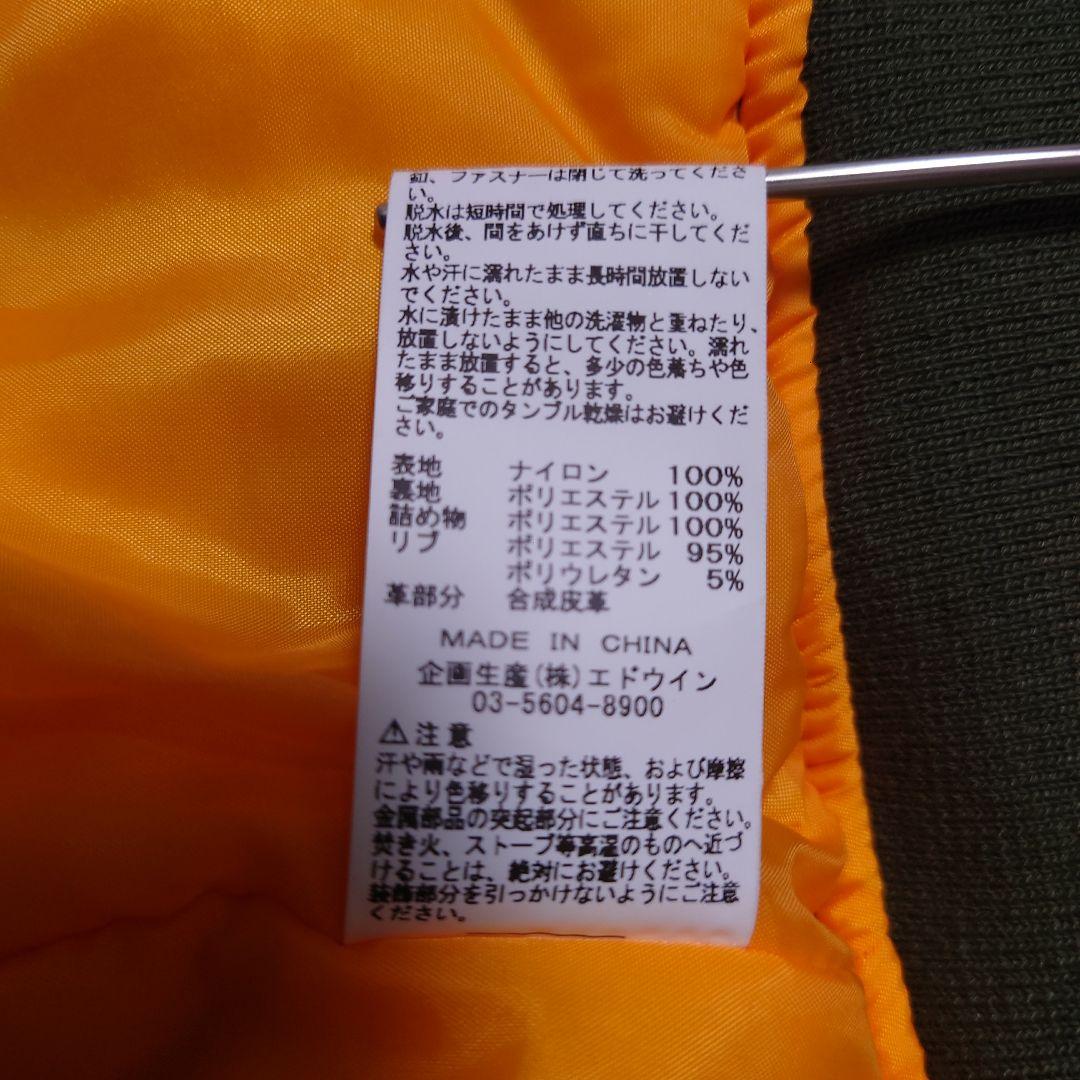 釦、ファスナーは閉じて洗ってくださ
い。
脱水は短時間で処理してください。
脱水後、間をあけず直ちに干してくだ
さい。
水や汗に濡れたまま長時間放置しない
でください。
水に漬けたまま他の洗濯物と重ねたり、
放置しないようにしてください。濡れ
たまま放置すると、多少の色落ちや色
移りすることがあります。
ご家庭でのタンブル乾燥はお避けくだ
さい。
表地 ナイロン 100%
裏地 ポリエステル 100%
詰め物 ポリエステル 100%
リブ ポリエステル 95%
ポリウレタン 5%
革部分 合成皮革
MADE IN CHINA
企画生産(株)エドウイン
03-5604-8900
⚠注意
汗や雨などで湿った状態、および摩擦
により色移りすることがあります。
金属部品の突起部分にご注意ください。
焚き火、ストーブ等高温のものへ近づ
けることは、絶対にお避けください。
装飾部分を引っかけないようにご注意
ください。